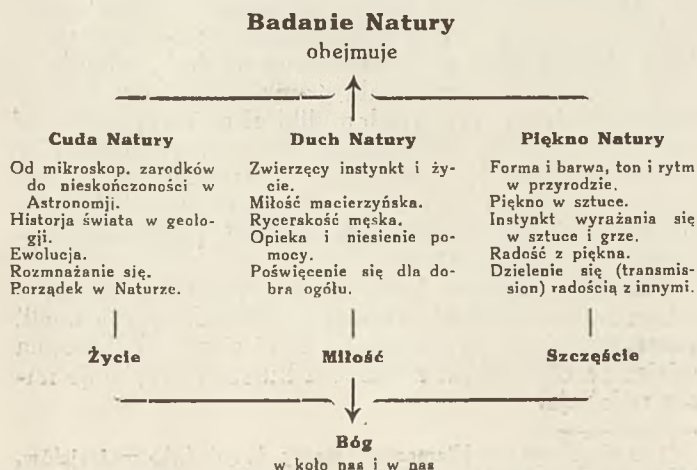 Badanie Natury
obejmuje
Cuda Natury
Od mikroskop. zarodków
do nieskończoności w
Astronomji.
Historja świata w geolo-
gji.
Ewolucja.
Rozmnażanie się.
Porządek w Naturze.
Życie
Duch Natury
Zwierzęcy instynkt i ży-
cie.
Miłość macierzyńska.
Rycerskość męska.
Opieka i niesienie po-
mocy.
Poświęcenie się dla do-
bra ogółu.
Miłość
Piękno Natury
Forma i barwa, ton i rytm
w przyrodzie.
Piękno w sztuce.
Instynkt wyrażania się
w sztuce i grze.
Radość z piękna.
Dzielenie się (transmis-
sion) radością z innymi.
Szczęście
Bóg
w koło nas i w nas